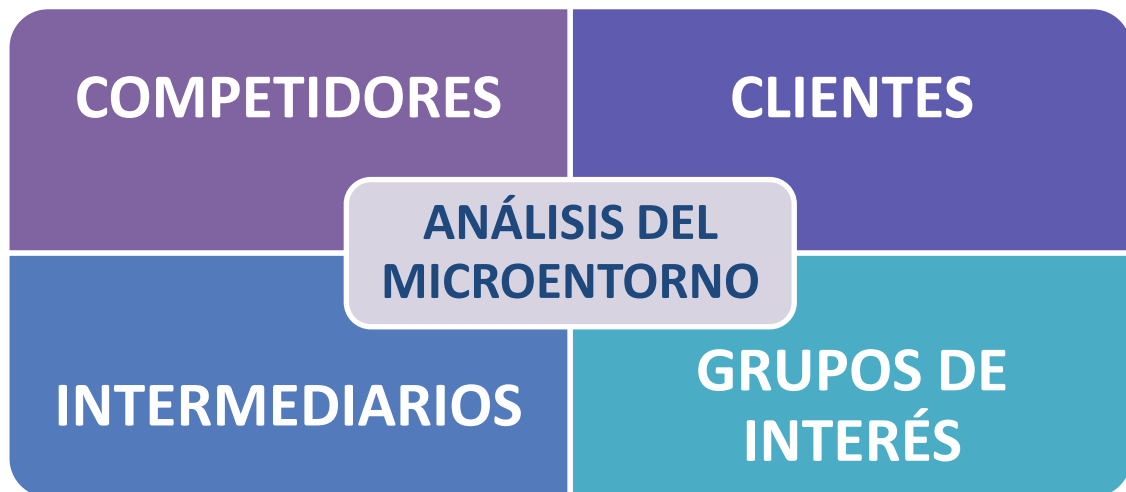 COMPETIDORES
CLIENTES
ANÁLISIS DEL
MICROENTORNO
INTERMEDIARIOS
GRUPOS DE
INTERÉS